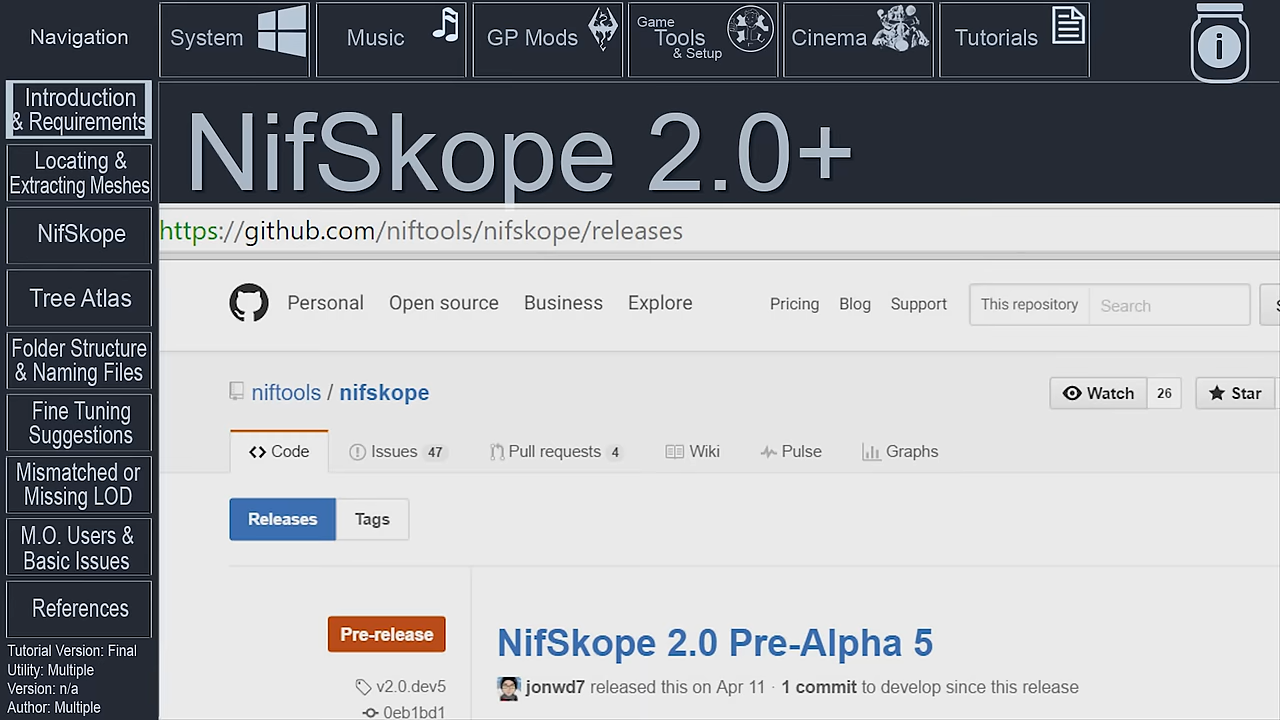 Navigation
System
Music
GP Mods
Game
Tools
& Setup
Cinema
Tutorials
i
Introduction
& Requirements
Locating &
Extracting Meshes
NifSkope
Tree Atlas
Folder Structure
& Naming Files
Fine Tuning
Suggestions
Mismatched or
Missing LOD
M.O. Users &
Basic Issues
References
Tutorial Version: Final
Utility: Multiple
Version: n/a
Author: Multiple
NifSkope 2.0+
https://github.com/niftools/nifskope/releases
Personal Open source Business Explore Pricing Blog Support This repository Search S
niftools / nifskope Watch 26 Star
Code Issues 47 Pull requests 4 Wiki Pulse Graphs
Releases Tags
Pre-release
v2.0.dev5
0eb1bd1
NifSkope 2.0 Pre-Alpha 5
jonwd7 released this on Apr 11 · 1 commit to develop since this release